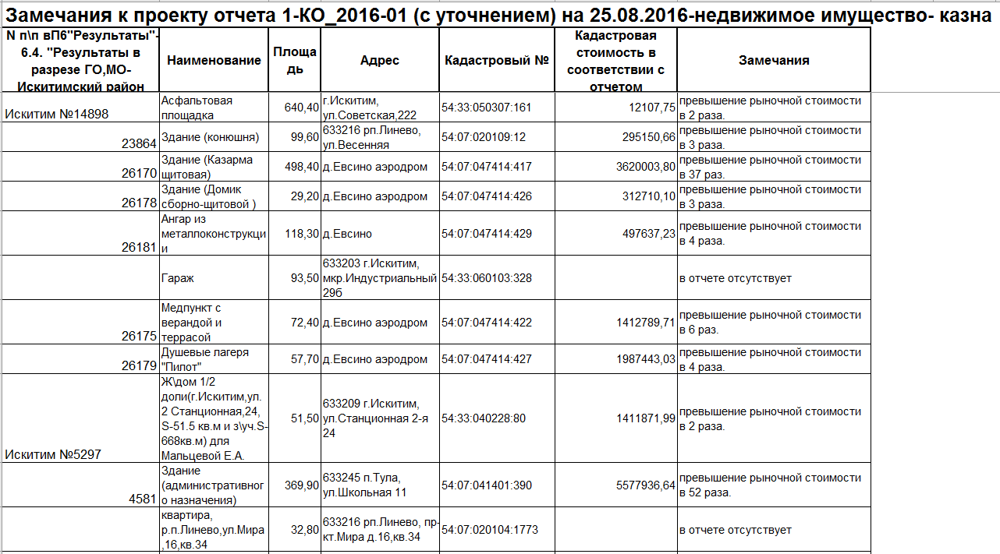 Замечания к проекту отчета 1-КО_2016-01 (с уточнением) на 25.08.2016-недвижимое имущество- казна
N п\п вП6"Результаты"-
6.4. "Результаты в
разрезе ГО,МО-
Искитимский район
Наименование
Площа
дь
Адрес
Кадастровый №
Кадастровая
стоимость в
соответствии с
отчетом
Замечания
Искитим №14898
Асфальтовая
площадка
640,40
г.Искитим,
ул.Советская,222
54:33:050307:161
12107,75
превышение рыночной стоимости
в 2 раза.
23864
Здание (конюшня)
99,60
633216 рп.Линево,
ул.Весенняя
54:07:020109:12
295150,66
превышение рыночной стоимости
в 3 раза.
26170
Здание (Казарма
щитовая)
498,40
д.Евсино аэродром
54:07:047414:417
3620003,80
превышение рыночной стоимости
в 37 раз.
26178
Здание (Домик
сборно-щитовой )
29,20
д.Евсино аэродром
54:07:047414:426
312710,10
превышение рыночной стоимости
в 3 раза.
26181
Ангар из
металлоконструкци
и
118,30
д.Евсино
54:07:047414:429
497637,23
превышение рыночной стоимости
в 4 раза.
Гараж
93,50
633203 г.Искитим,
мкр.Индустриальный
29б
54:33:060103:328
в отчете отсутствует
26175
Медпункт с
верандой и
террасой
72,40
д.Евсино аэродром
54:07:047414:422
1412789,71
превышение рыночной стоимости
в 6 раз.
26179
Душевые лагеря
"Пилот"
57,70
д.Евсино аэродром
54:07:047414:427
1987443,03
превышение рыночной стоимости
в 4 раза.
Искитим №5297
Ж\дом 1/2
доли(г.Искитим,ул.
2 Станционная,24,
S-51.5 кв.м и з\уч.S-
668кв.м) для
Мальцевой Е.А.
51,50
633209 г.Искитим,
ул.Станционная 2-я
24
54:33:040228:80
1411871,99
превышение рыночной стоимости
в 2 раза.
4581
Здание
(административног
о назначения)
369,90
633245 п.Тула,
ул.Школьная 11
54:07:041401:390
5577936,64
превышение рыночной стоимости
в 52 раза.
квартира,
р.п.Линево,ул.Мира
,16,кв.34
32,80
633216 рп.Линево, пр-
кт.Мира д.16,кв.34
54:07:020104:1773
в отчете отсутствует